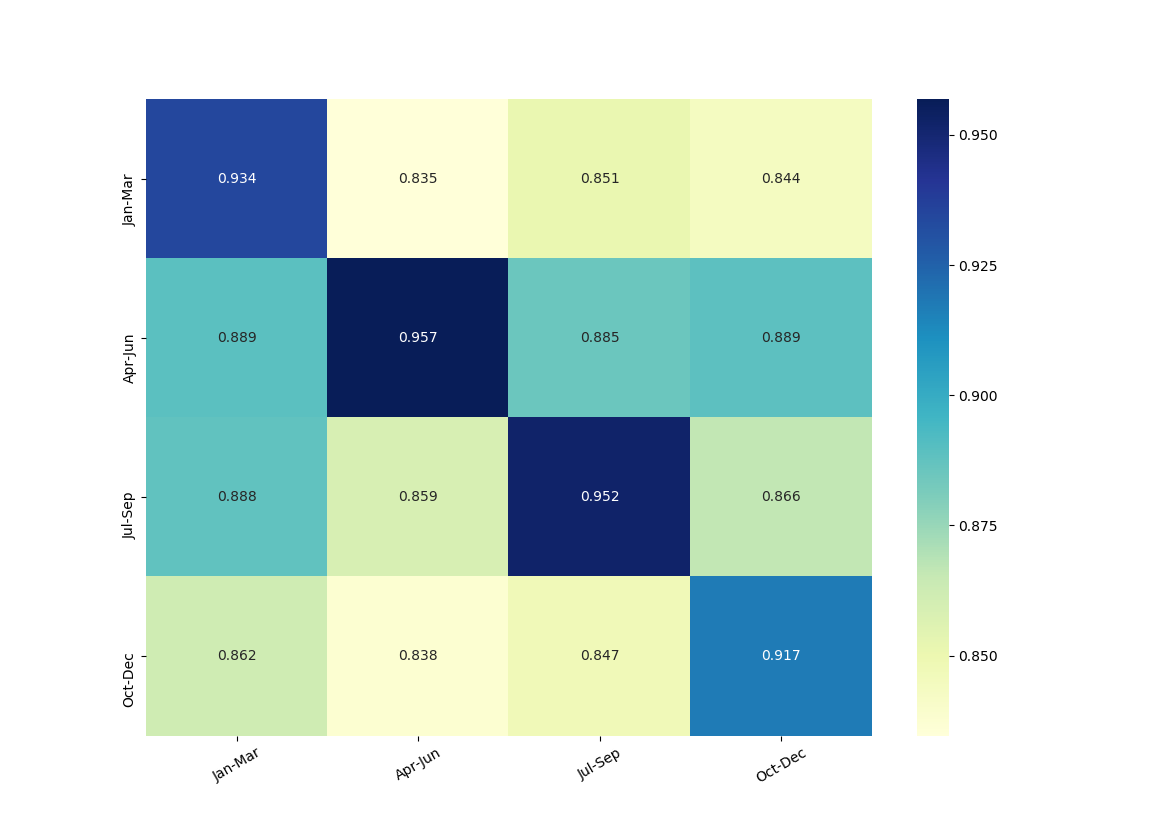 Jan-Mar 0.934 0.835 0.851 0.844
Apr-Jun 0.889 0.957 0.885 0.889
Jul-Sep 0.888 0.859 0.952 0.866
Oct-Dec 0.862 0.838 0.847 0.917
Jan-Mar Apr-Jun Jul-Sep Oct-Dec
0.950
0.925
0.900
0.875
0.850